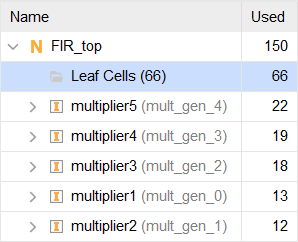 Name Used
FIR_top 150
Leaf Cells (66) 66
multiplier5 (mult_gen_4) 22
multiplier4 (mult_gen_3) 19
multiplier3 (mult_gen_2) 18
multiplier1 (mult_gen_0) 13
multiplier2 (mult_gen_1) 12